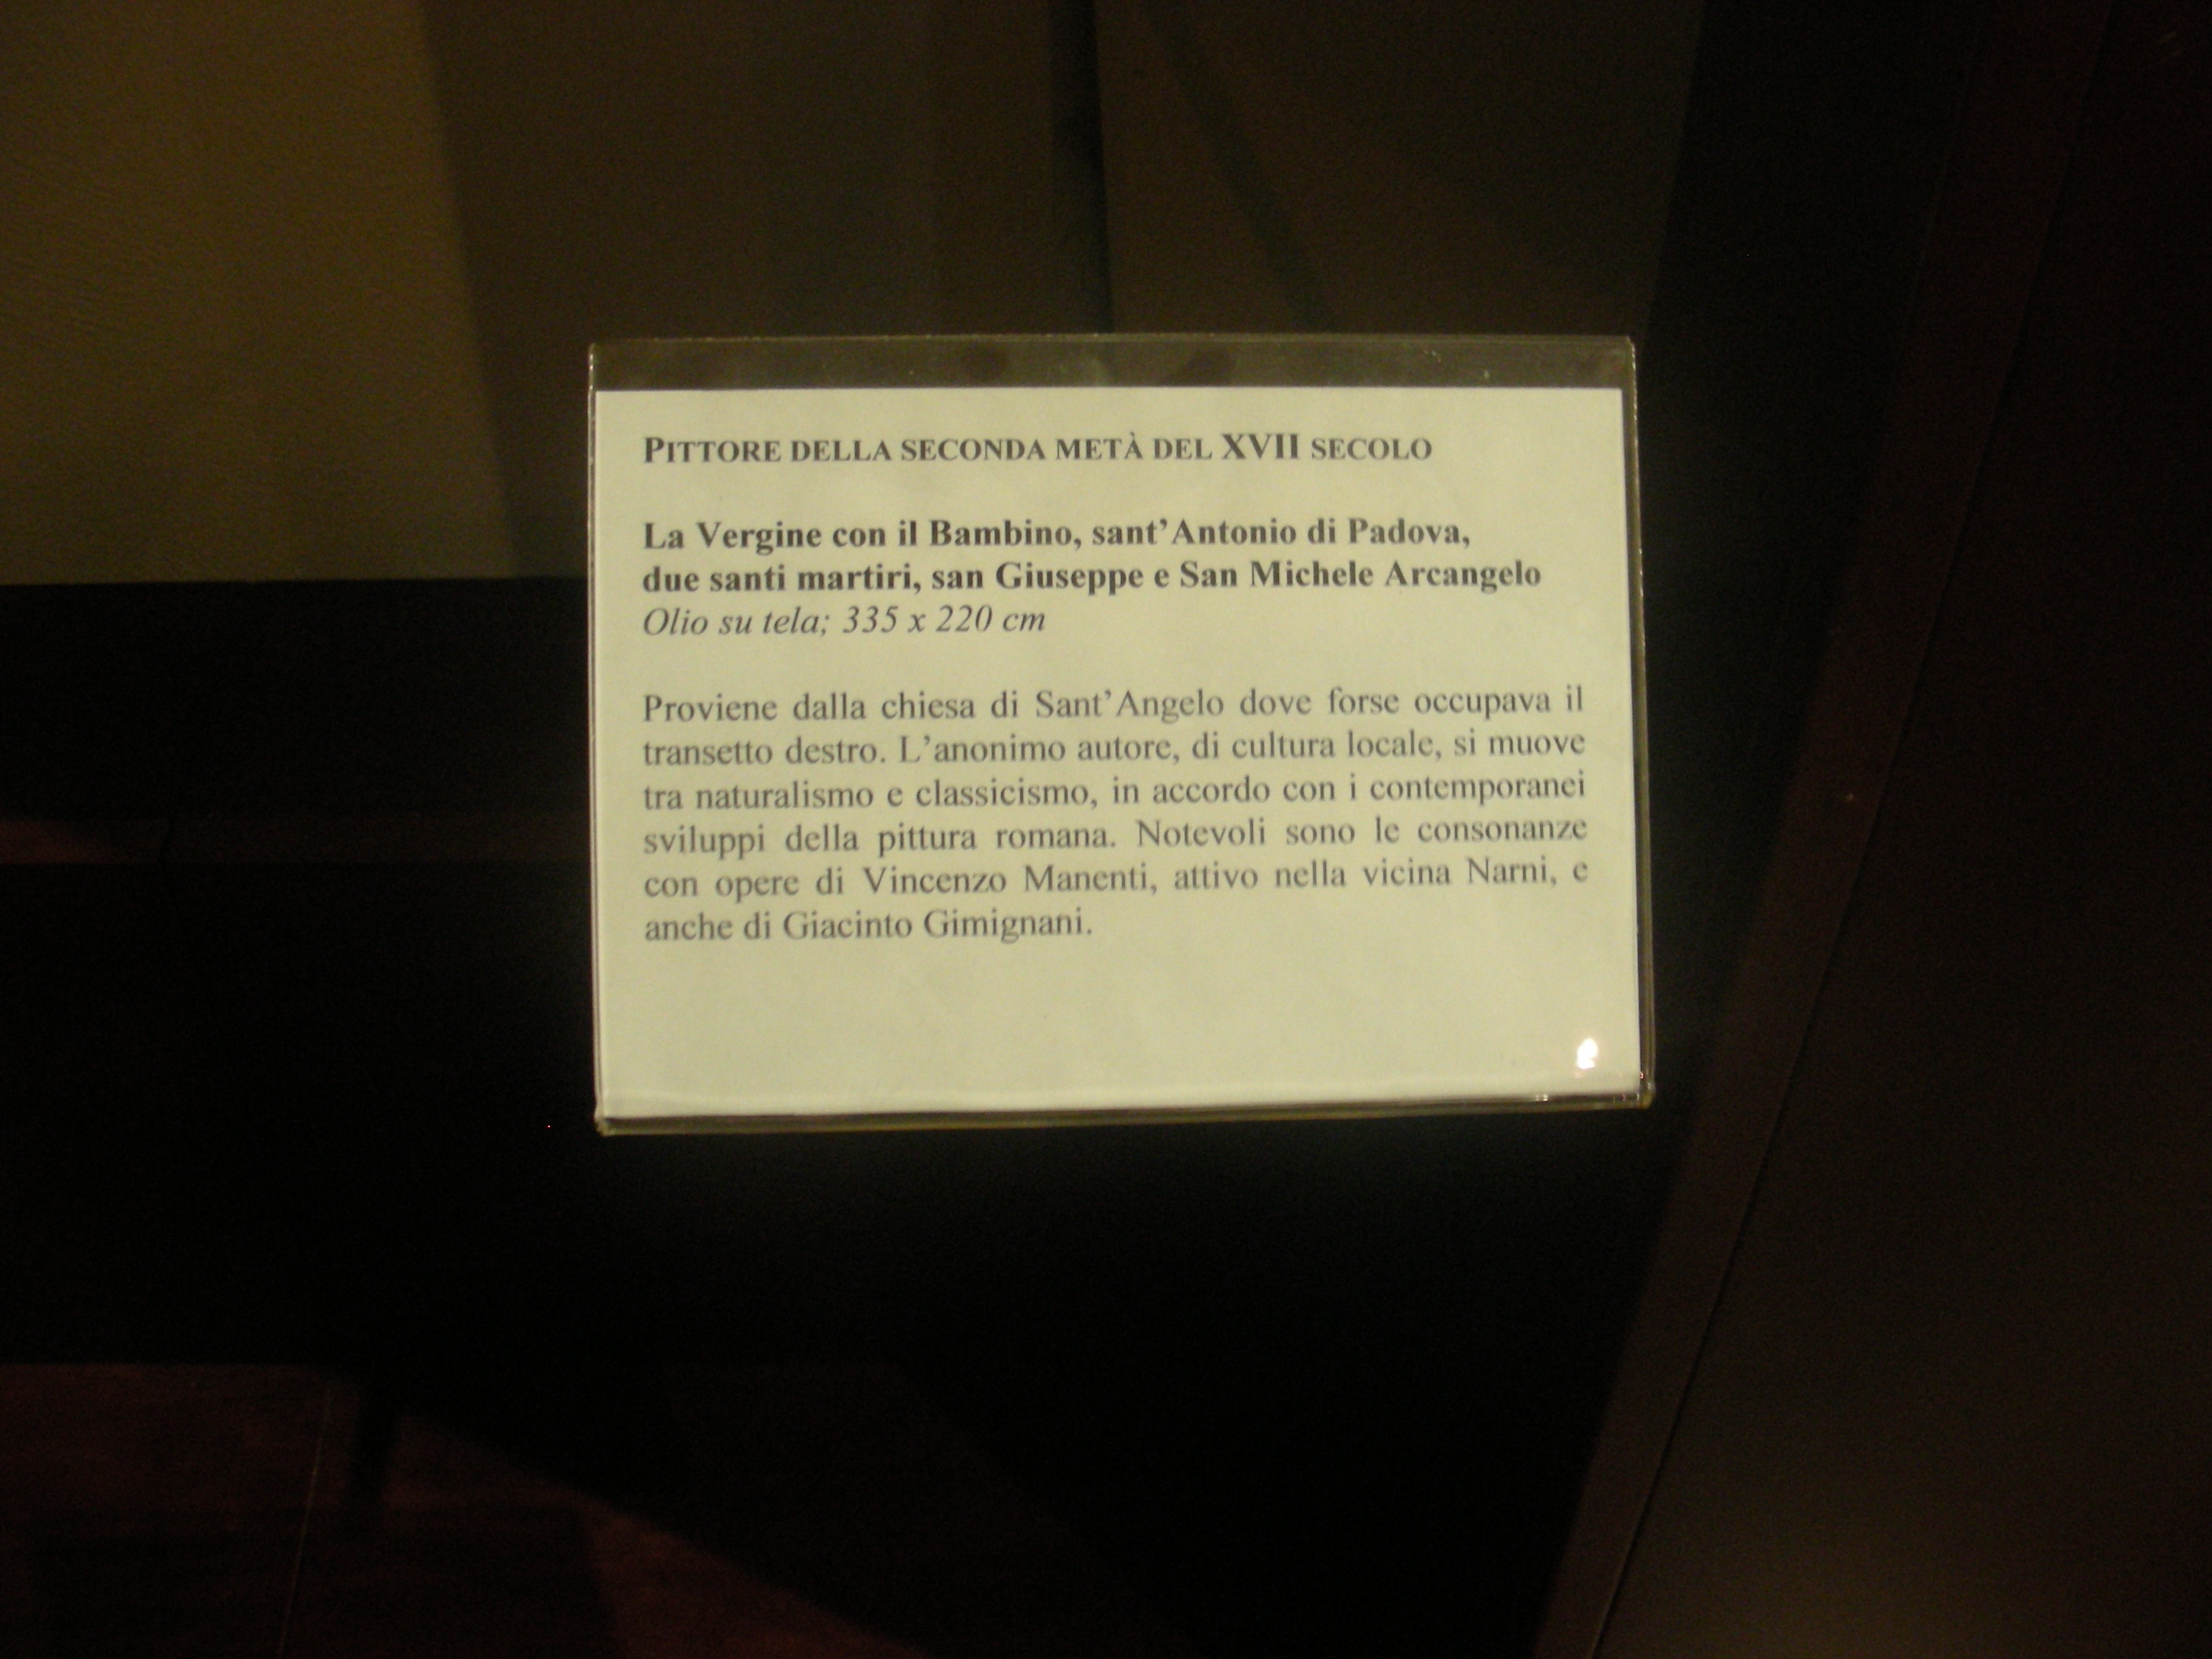 PITTORE DELLA SECONDA METÀ DEL XVII SECOLO
La Vergine con il Bambino, sant’Antonio di Padova,
due santi martiri, san Giuseppe e San Michele Arcangelo
Olio su tela; 335 x 220 cm
Proviene dalla chiesa di Sant’Angelo dove forse occupava il
transetto destro. L’anonimo autore, di cultura locale, si muove
tra naturalismo e classicismo, in accordo con i contemporanei
sviluppi della pittura romana. Notevoli sono le consonanze
con opere di Vincenzo Manenti, attivo nella vicina Narni, e
anche di Giacinto Gimignani.